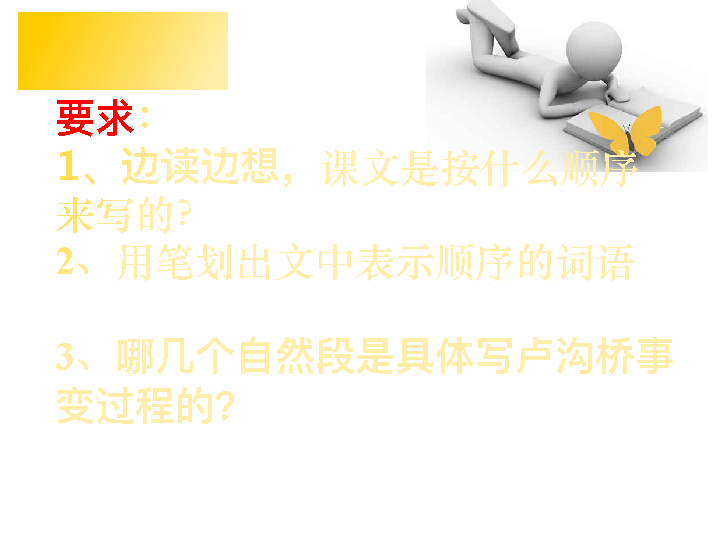 要求：
1、边读边想，课文是按什么顺序
来写的?
2、用笔划出文中表示顺序的词语
3、哪几个自然段是具体写卢沟桥事
变过程的?